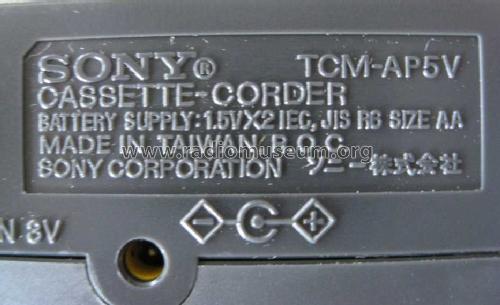 SONY® TCM-AP5V
CASSETTE-CORDER
BATTERY SUPPLY:1.5VX2 IEC, JIS R6 SIZE AA
MADE IN TAIWAN R.O.C.
www.radiomuseum.org
SONY CORPORATION ソニー株式会社
N 3V